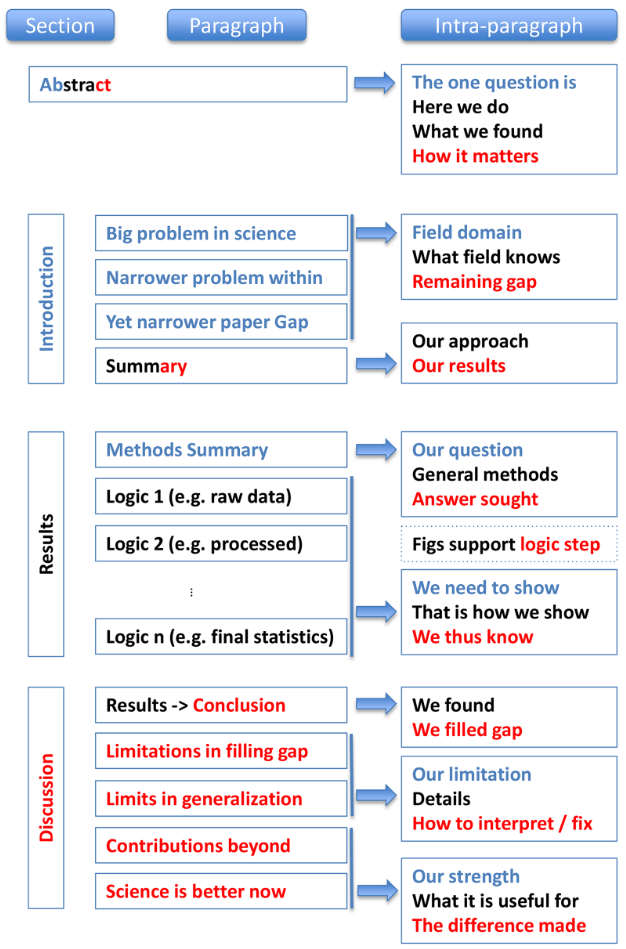 Section
Paragraph
Intra-paragraph
Abstract
The one question is
Here we do
What we found
How it matters
Introduction
Big problem in science
Narrower problem within
Yet narrower paper Gap
Summary
Field domain
What field knows
Remaining gap
Our approach
Our results
Results
Methods Summary
Logic 1 (e.g. raw data)
Logic 2 (e.g. processed)
...
Logic n (e.g. final statistics)
Our question
General methods
Answer sought
Figs support logic step
We need to show
That is how we show
We thus know
Discussion
Results -> Conclusion
Limitations in filling gap
Limits in generalization
Contributions beyond
Science is better now
We found
We filled gap
Our limitation
Details
How to interpret / fix
Our strength
What it is useful for
The difference made